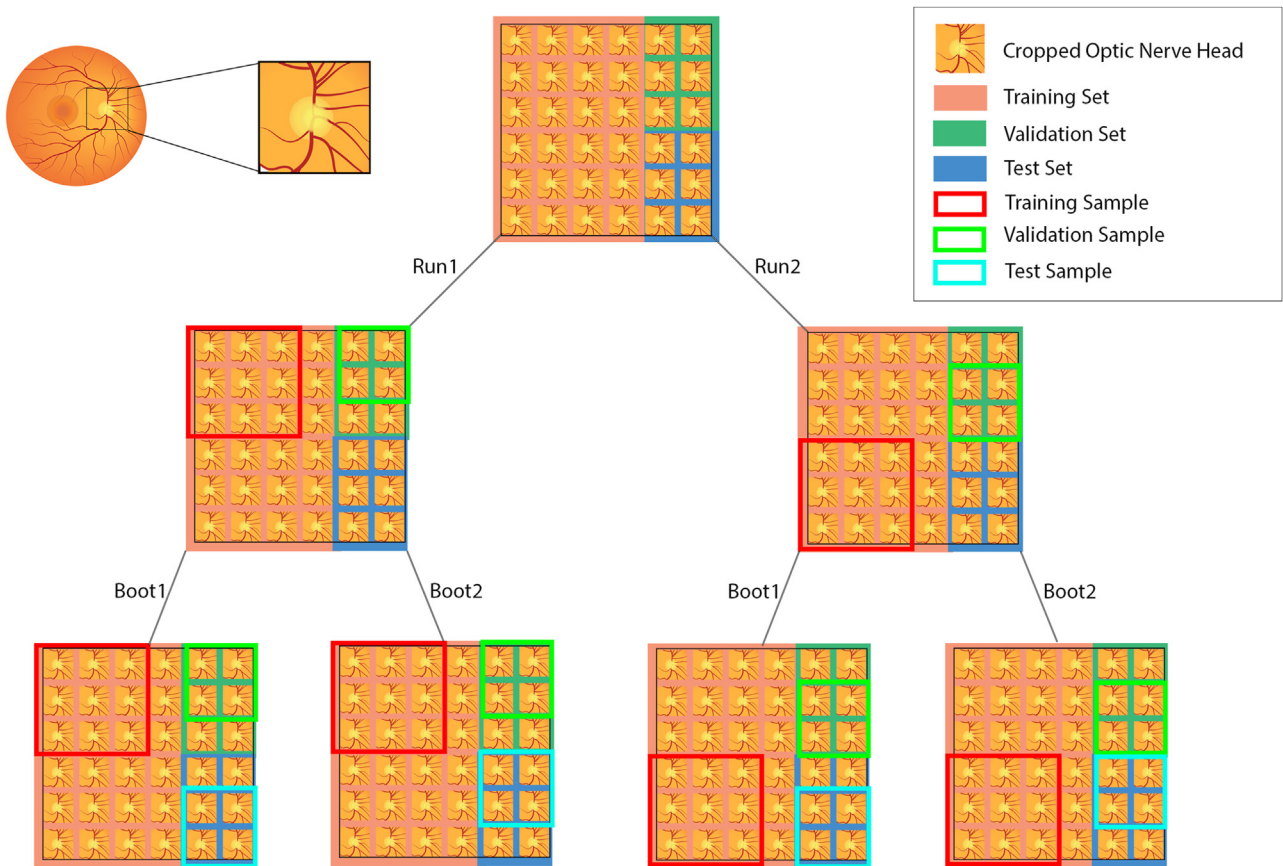 Cropped Optic Nerve Head
Training Set
Validation Set
Test Set
Training Sample
Validation Sample
Test Sample
Run1
Run2
Boot1
Boot2
Boot1
Boot2